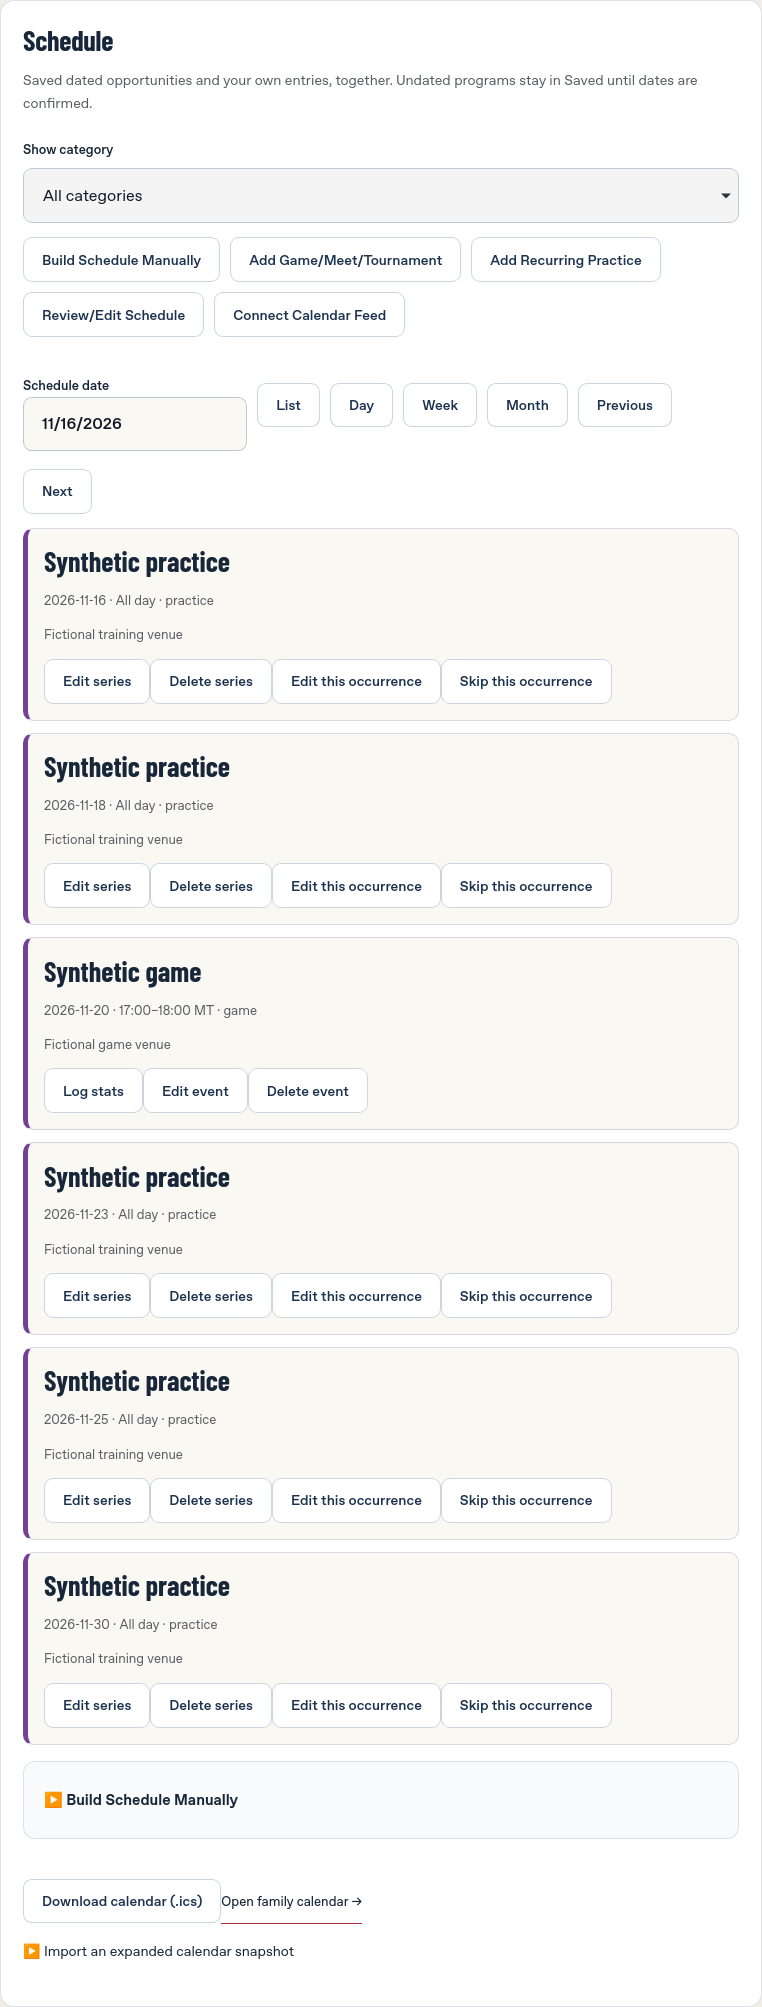 Schedule
Saved dated opportunities and your own entries, together. Undated programs stay in Saved until dates are
confirmed.
Show category
All categories
Build Schedule Manually
Add Game/Meet/Tournament
Add Recurring Practice
Review/Edit Schedule
Connect Calendar Feed
Schedule date
11/16/2026
List
Day
Week
Month
Previous
Next
Synthetic practice
2026-11-16 · All day · practice
Fictional training venue
Edit series
Delete series
Edit this occurrence
Skip this occurrence
Synthetic practice
2026-11-18 · All day · practice
Fictional training venue
Edit series
Delete series
Edit this occurrence
Skip this occurrence
Synthetic game
2026-11-20 · 17:00–18:00 MT · game
Fictional game venue
Log stats
Edit event
Delete event
Synthetic practice
2026-11-23 · All day · practice
Fictional training venue
Edit series
Delete series
Edit this occurrence
Skip this occurrence
Synthetic practice
2026-11-25 · All day · practice
Fictional training venue
Edit series
Delete series
Edit this occurrence
Skip this occurrence
Synthetic practice
2026-11-30 · All day · practice
Fictional training venue
Edit series
Delete series
Edit this occurrence
Skip this occurrence
▶️ Build Schedule Manually
Download calendar (.ics)
Open family calendar →
▶️ Import an expanded calendar snapshot